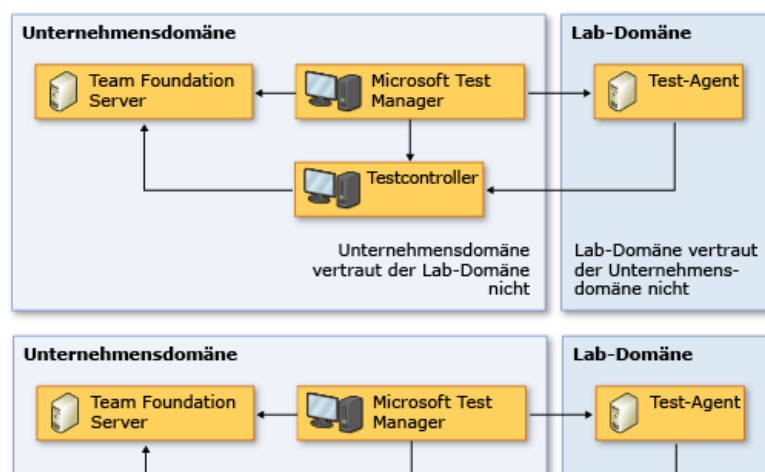 Unternehmensdomäne
Lab-Domäne
Team Foundation
Server
Microsoft Test
Manager
Test-Agent
Testcontroller
Unternehmensdomäne
vertraut der Lab-Domäne
nicht
Lab-Domäne vertraut
der Unternehmens-
domäne nicht
Unternehmensdomäne
Lab-Domäne
Team Foundation
Server
Microsoft Test
Manager
Test-Agent